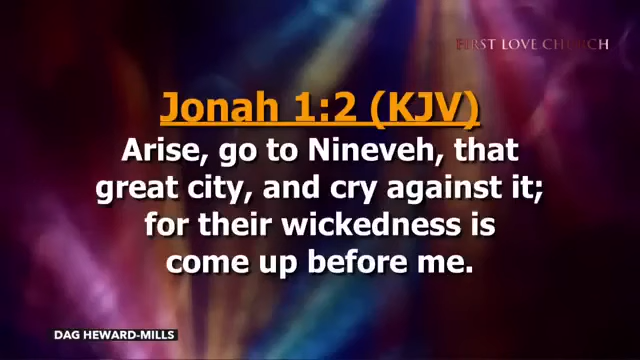 FIRST LOVE CHURCH
Jonah 1:2 (KJV)
Arise, go to Nineveh, that
great city, and cry against it;
for their wickedness is
come up before me.
DAG HEWARD-MILLS